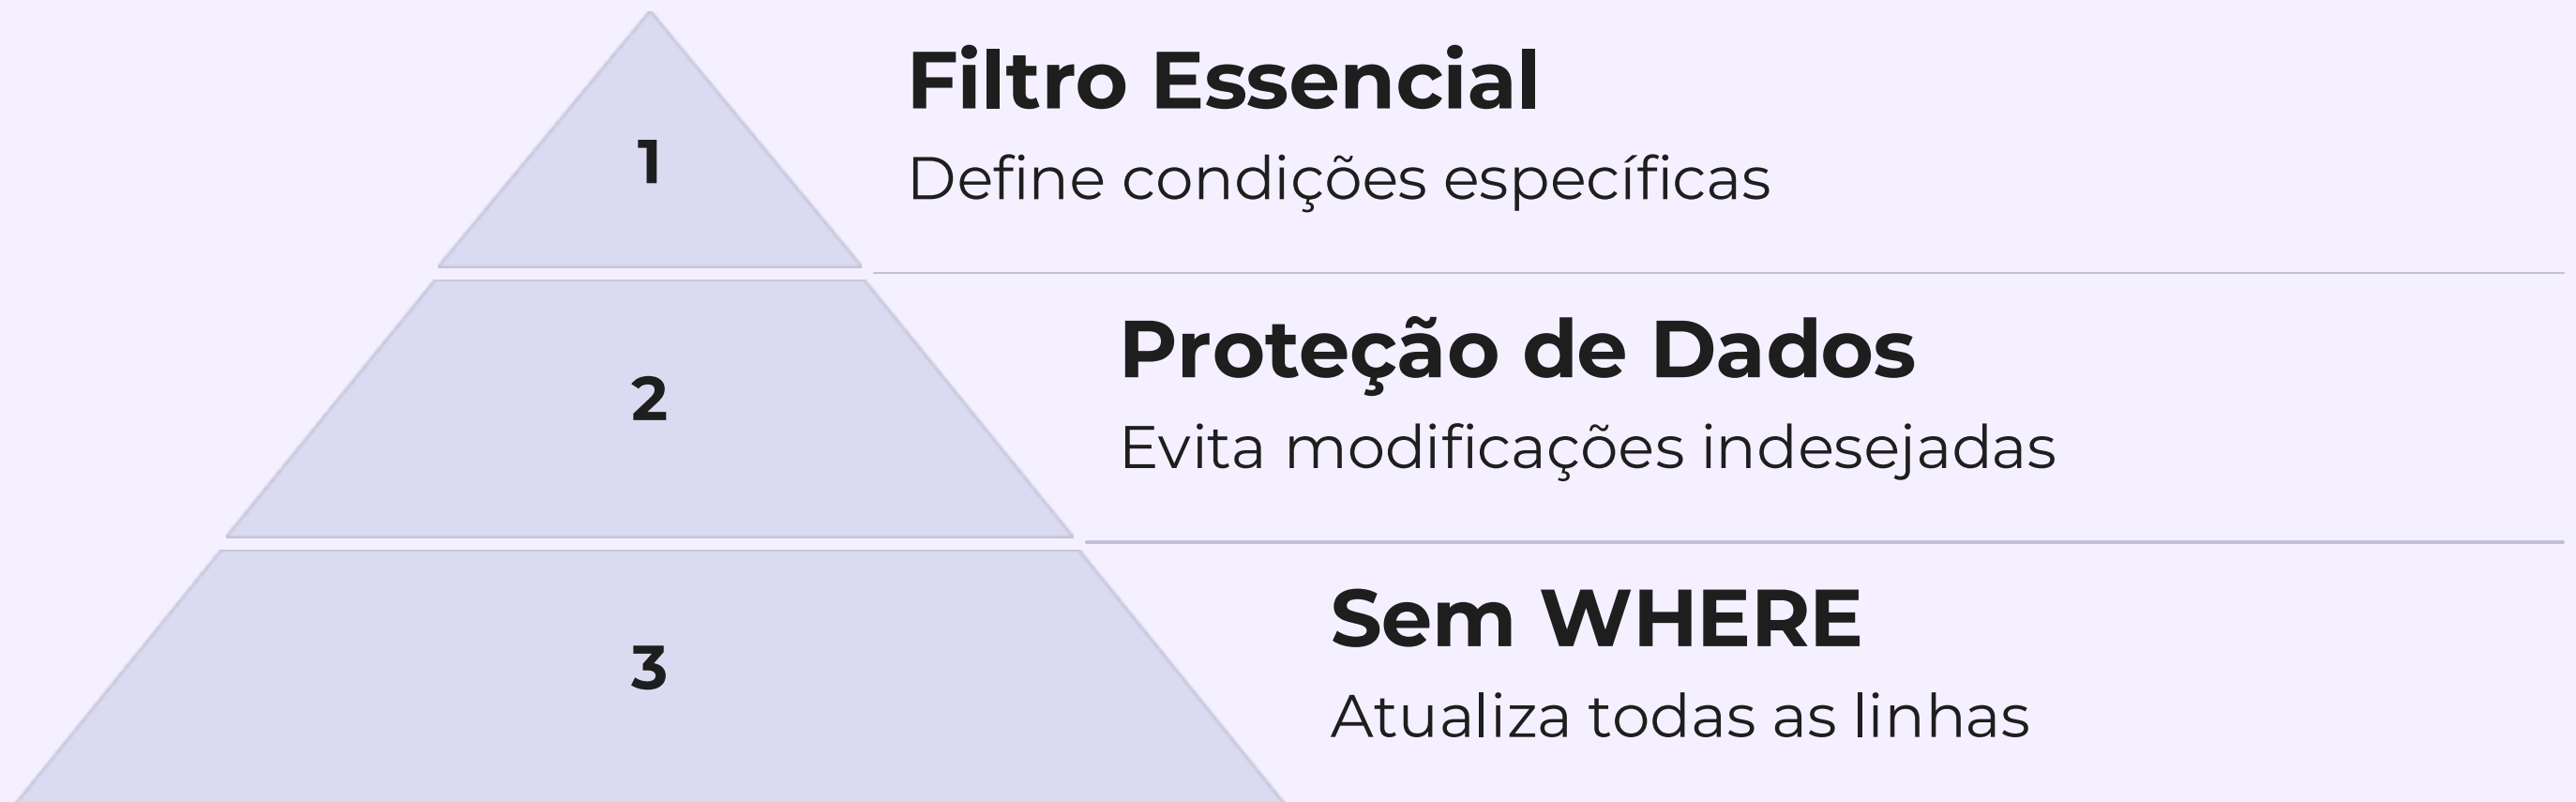 1
Filtro Essencial
Define condições específicas
2
Proteção de Dados
Evita modificações indesejadas
3
Sem WHERE
Atualiza todas as linhas